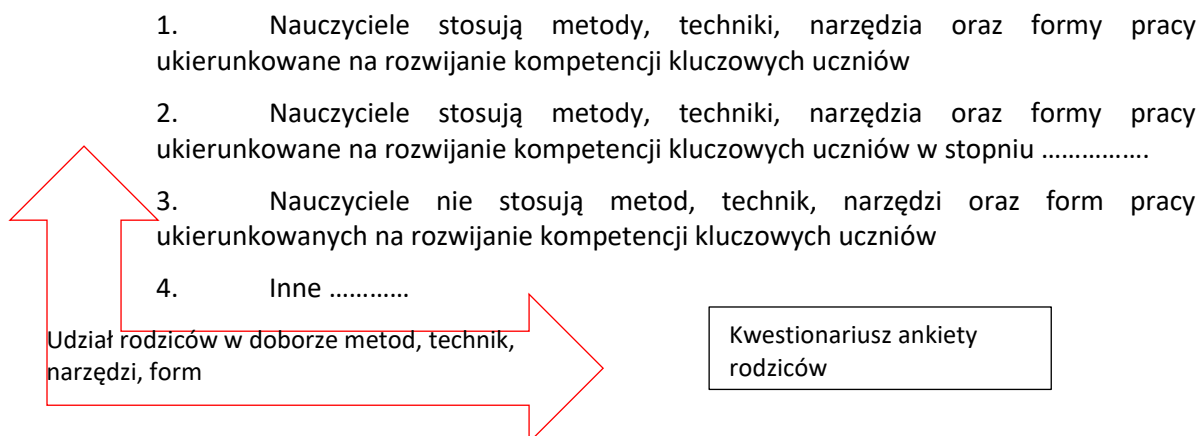 1. Nauczyciele stosują metody, techniki, narzędzia oraz formy pracy
ukierunkowane na rozwijanie kompetencji kluczowych uczniów
2. Nauczyciele stosują metody, techniki, narzędzia oraz formy pracy
ukierunkowane na rozwijanie kompetencji kluczowych uczniów w stopniu …………….
3. Nauczyciele nie stosują metod, technik, narzędzi oraz form pracy
ukierunkowanych na rozwijanie kompetencji kluczowych uczniów
4. Inne …………
Udział rodziców w doborze metod, technik,
narzędzi, form
Kwestionariusz ankiety
rodziców